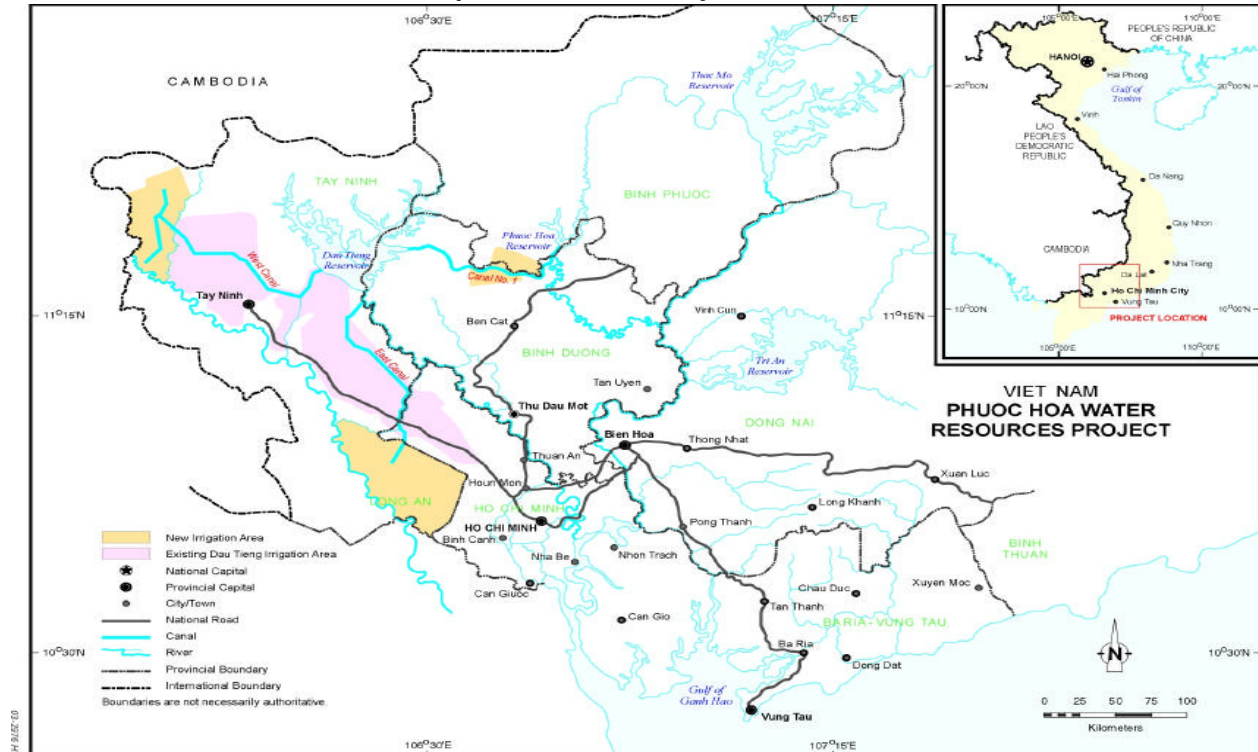 106°30'E
107°15'E
CAMBODIA
Thac Mo
Reservoir
TAY NINH
BINH PHUOC
Phuoc Hoa
Reservoir
Dau Tieng
Reservoir
West Canal
Canal No. 1
Tay Ninh
11°15'N
Ben Cat
Vinh Cun
11°15'N
BINH DUONG
East Canal
Tri An
Reservoir
Tan Uyen
Thu Dau Mot
DONG NAI
Bien Hoa
Thong Nhat
Thuan An
Xuan Luc
Houn Mon
LONG AN
HO CHI MINH
Long Khanh
HO CHI MINH
Pong Thanh
Binh Canh
BINH
THUAN
Nha Be
Nhon Trach
Can Giuoc
Chau Duc
Xuyen Moc
Tan Thanh
Can Gio
BARIA-VUNG TAU
Ba Ria
Dong Dat
10°30'N
10°30'N
Gulf of
Ganh Hao
Vung Tau
106°30'E
107°15'E
New Irrigation Area
Existing Dau Tieng Irrigation Area
National Capital
Provincial Capital
City/Town
National Road
Canal
River
Provincial Boundary
International Boundary
Boundaries are not necessarily authoritative.
03-2976 H
105°00'E
110°00'E
PEOPLE'S REPUBLIC
OF CHINA
HANOI
Hai Phong
20°00'N
20°00'N
Gulf of
Tonkin
Vinh
LAO
PEOPLE'S
DEMOCRATIC
REPUBLIC
Da Nang
Quy Nhon
CAMBODIA
Nha Trang
Da Lat
Ho Chi Minh City
Vung Tau
10°00'N
10°00'N
PROJECT LOCATION
105°00'E
110°00'E
VIET NAM
PHUOC HOA WATER
RESOURCES PROJECT
N
0 25 50 75 100
Kilometers